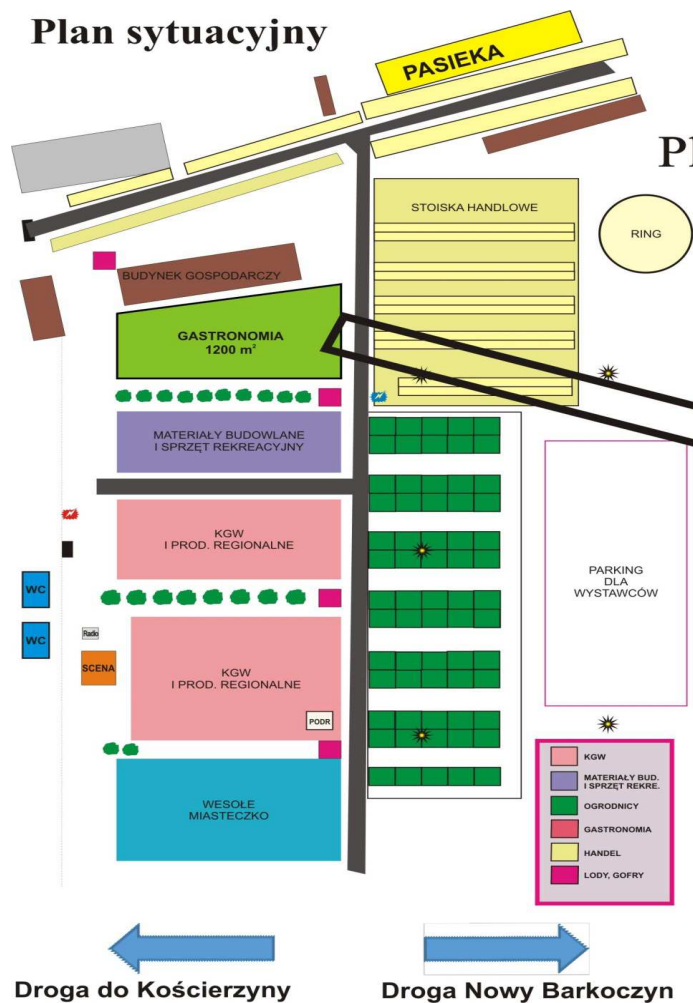 Plan sytuacyjny
PASIEKA
Pl
STOISKA HANDLOWE
RING
BUDYNEK GOSPODARCZY
GASTRONOMIA
1200 m²
MATERIAŁY BUDOWLANE
I SPRZĘT REKREACYJNY
KGW
I PROD. REGIONALNE
PARKING
DLA
WYSTAWCÓW
WC
WC
Radio
SCENA
KGW
I PROD. REGIONALNE
PODR
WESOŁE
MIASTECZKO
KGW
MATERIAŁY BUD.
I SPRZĘT REKRE.
OGRODNICY
GASTRONOMIA
HANDEL
LODY, GOFRY
Droga do Kościerzyny
Droga Nowy Barkoczyn